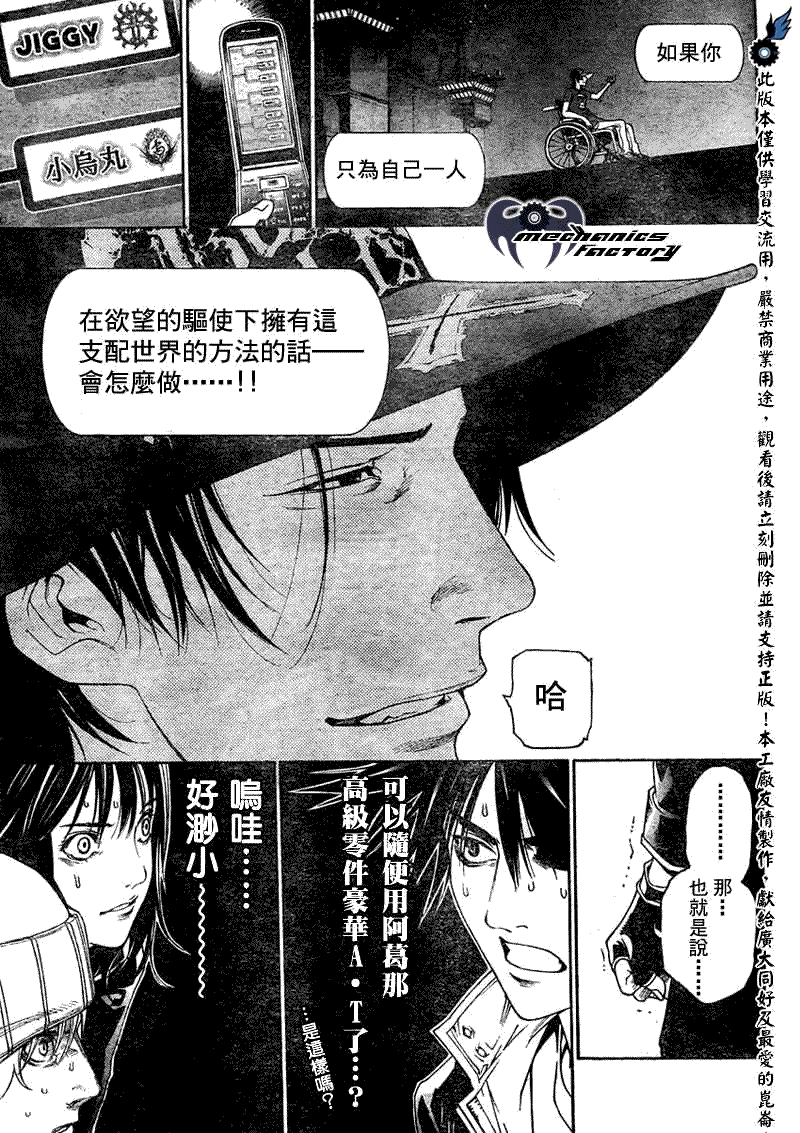 如果你
只為自己一人
JIGGY
小烏丸
mechanics
Factory
在欲望的驅使下擁有這
支配世界的方法的話——
會怎麼做……!!
哈
………
那……
也就是說……
可以隨便用阿葛那
高級零件豪華A・T了…?
…是這樣嗎?
嗚哇……
好渺小～～～
此版本僅供學習交流用，嚴禁商業用途，觀看後請立刻刪除並請支持正版！本工廠友情製作，獻給廣大同好及最愛的崑崙